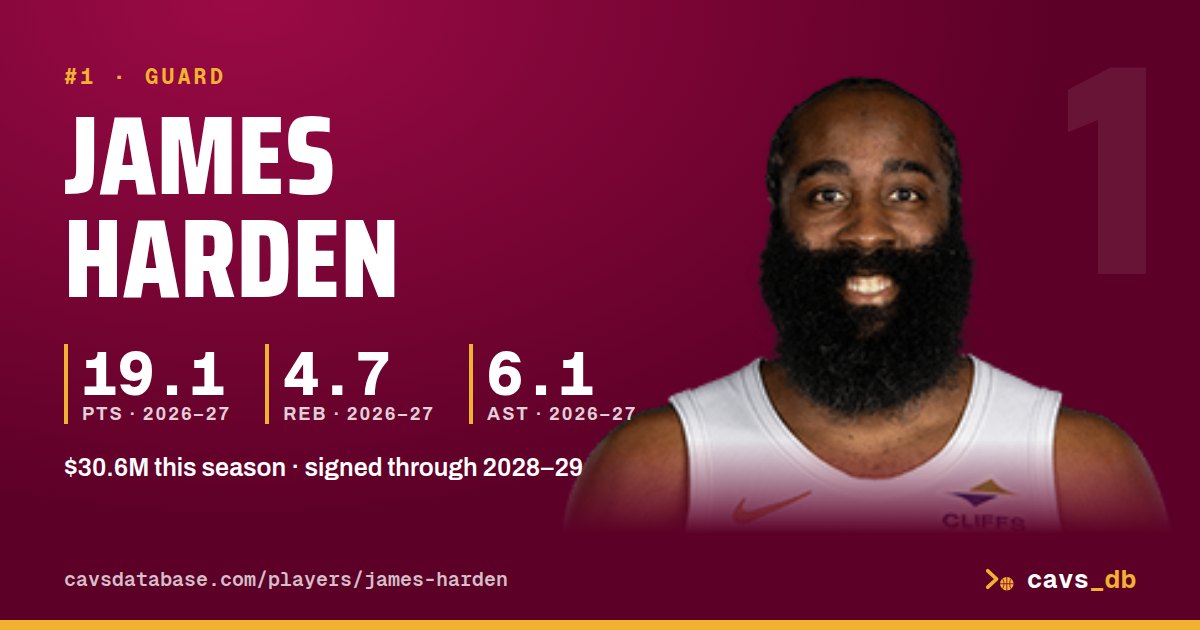 #1 · GUARD
1
JAMES
HARDEN
19.1
PTS · 2026–27
4.7
REB · 2026–27
6.1
AST · 2026–27
$30.6M this season · signed through 2028–29
CLIFFS
cavsdatabase.com/players/james-harden
cavs_db